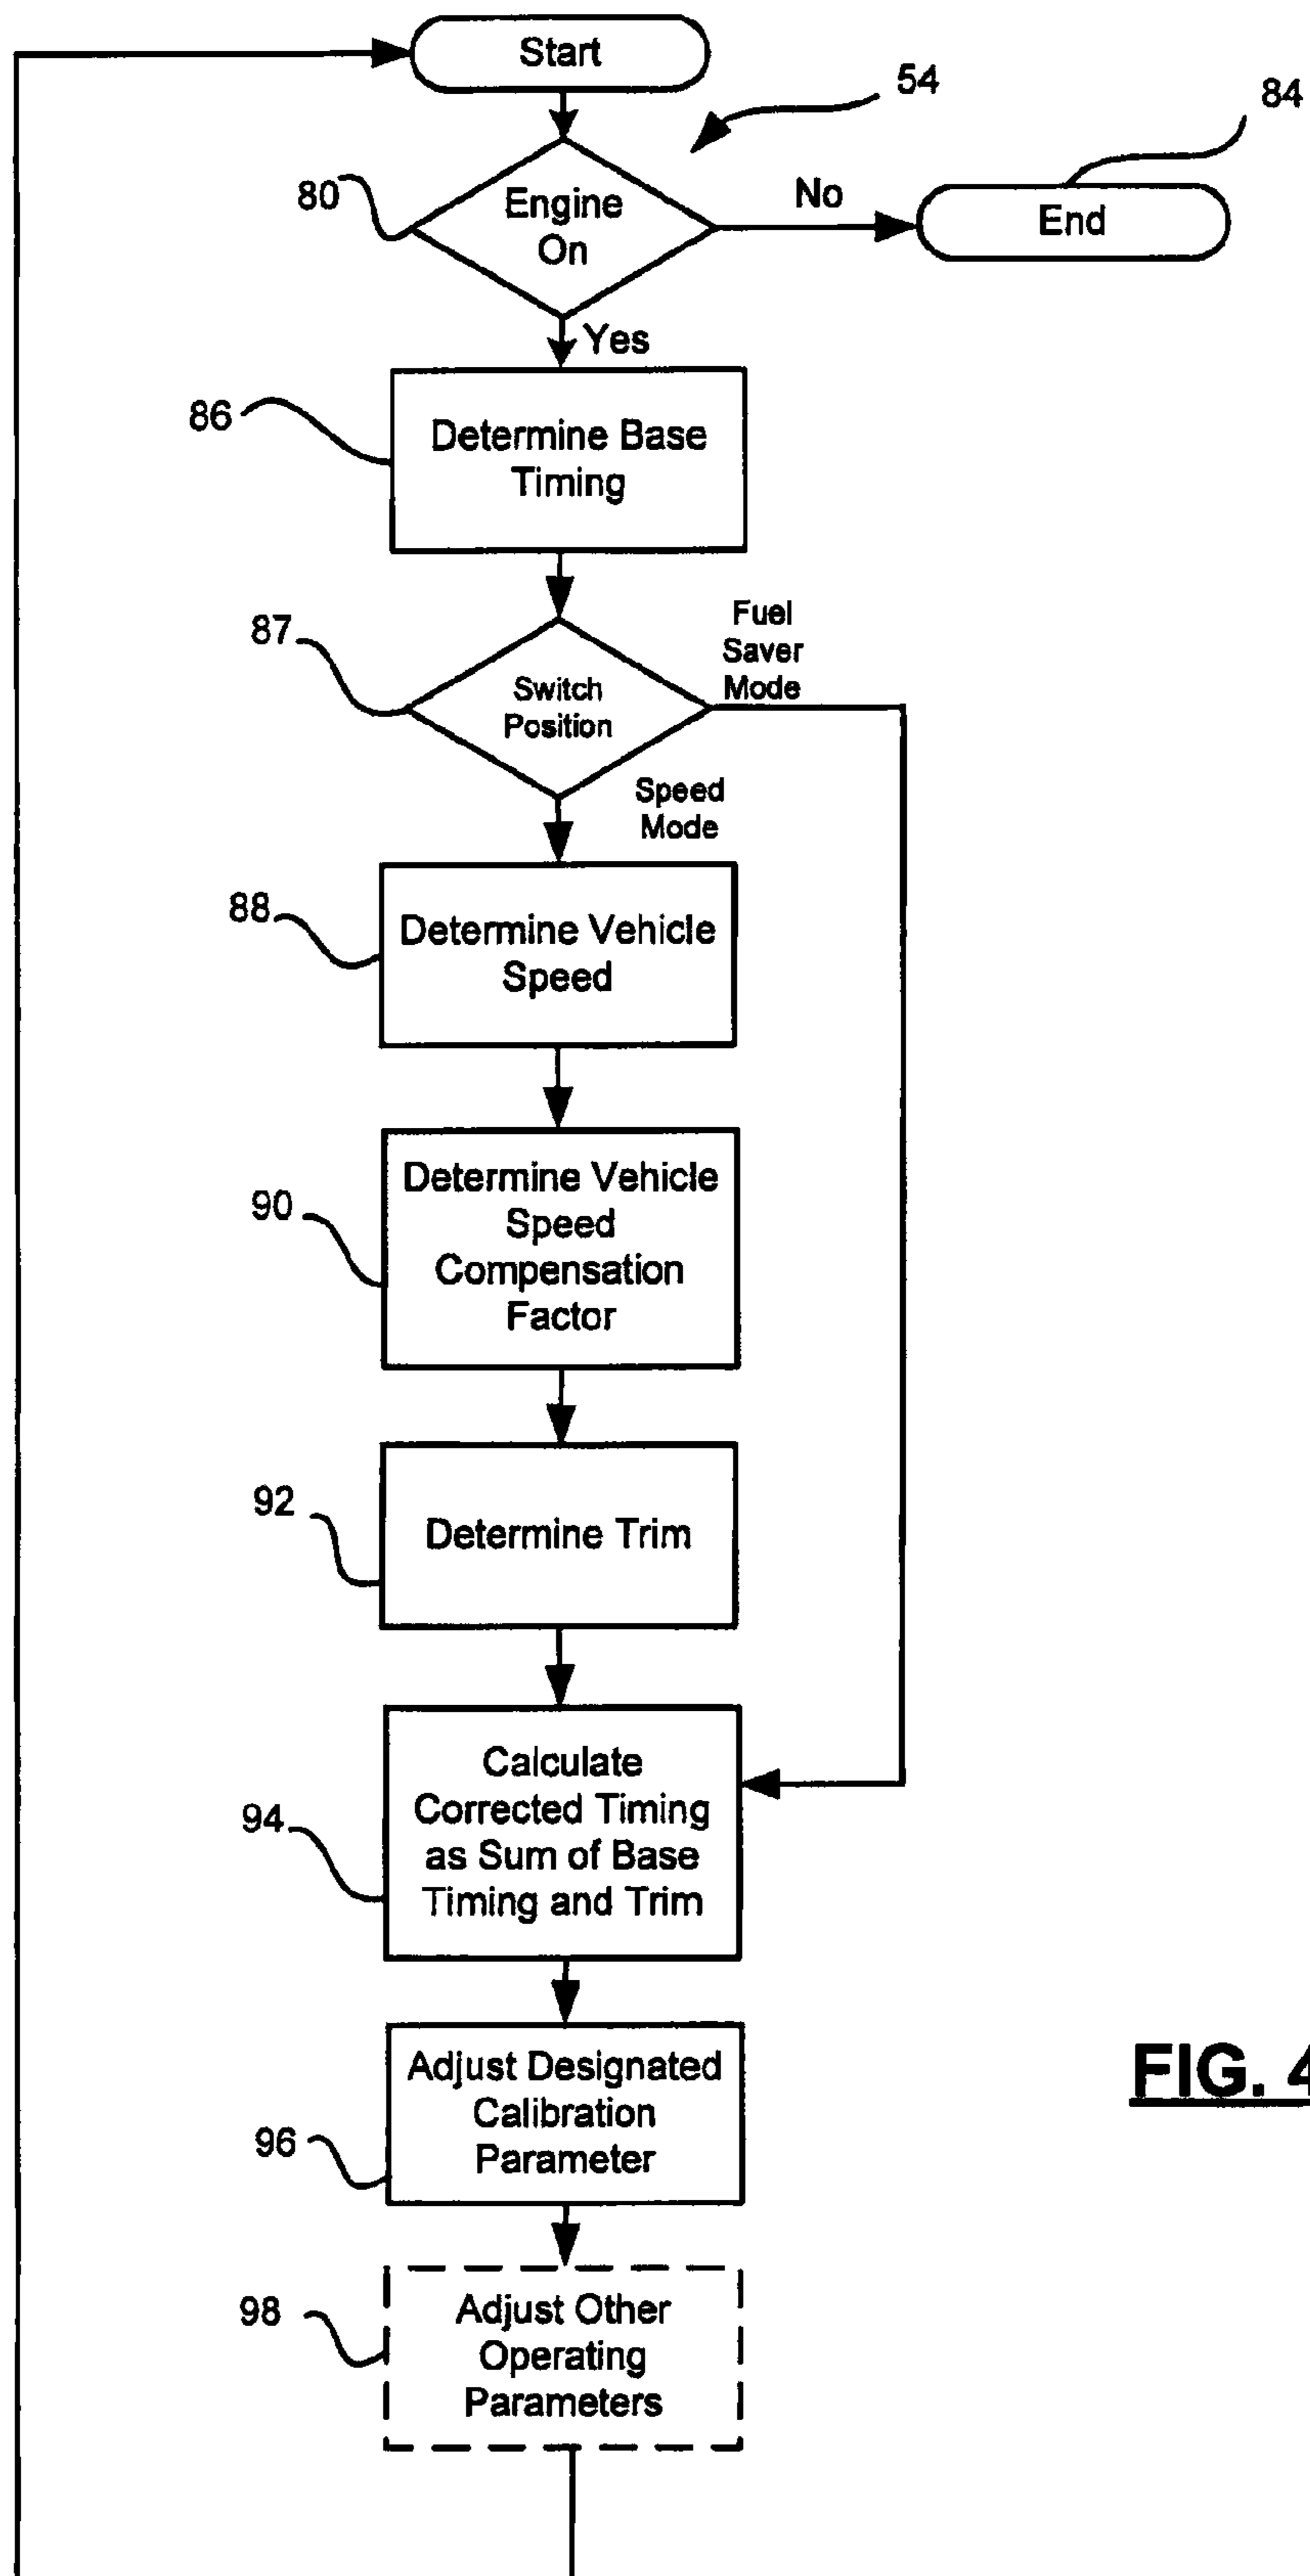 Start
54
84
80
Engine
On
No
End
Yes
86
Determine Base
Timing
87
Switch
Position
Fuel
Saver
Mode
Speed
Mode
88
Determine Vehicle
Speed
90
Determine Vehicle
Speed
Compensation
Factor
92
Determine Trim
94
Calculate
Corrected Timing
as Sum of Base
Timing and Trim
96
Adjust Designated
Calibration
Parameter
98
Adjust Other
Operating
Parameters
FIG. 4